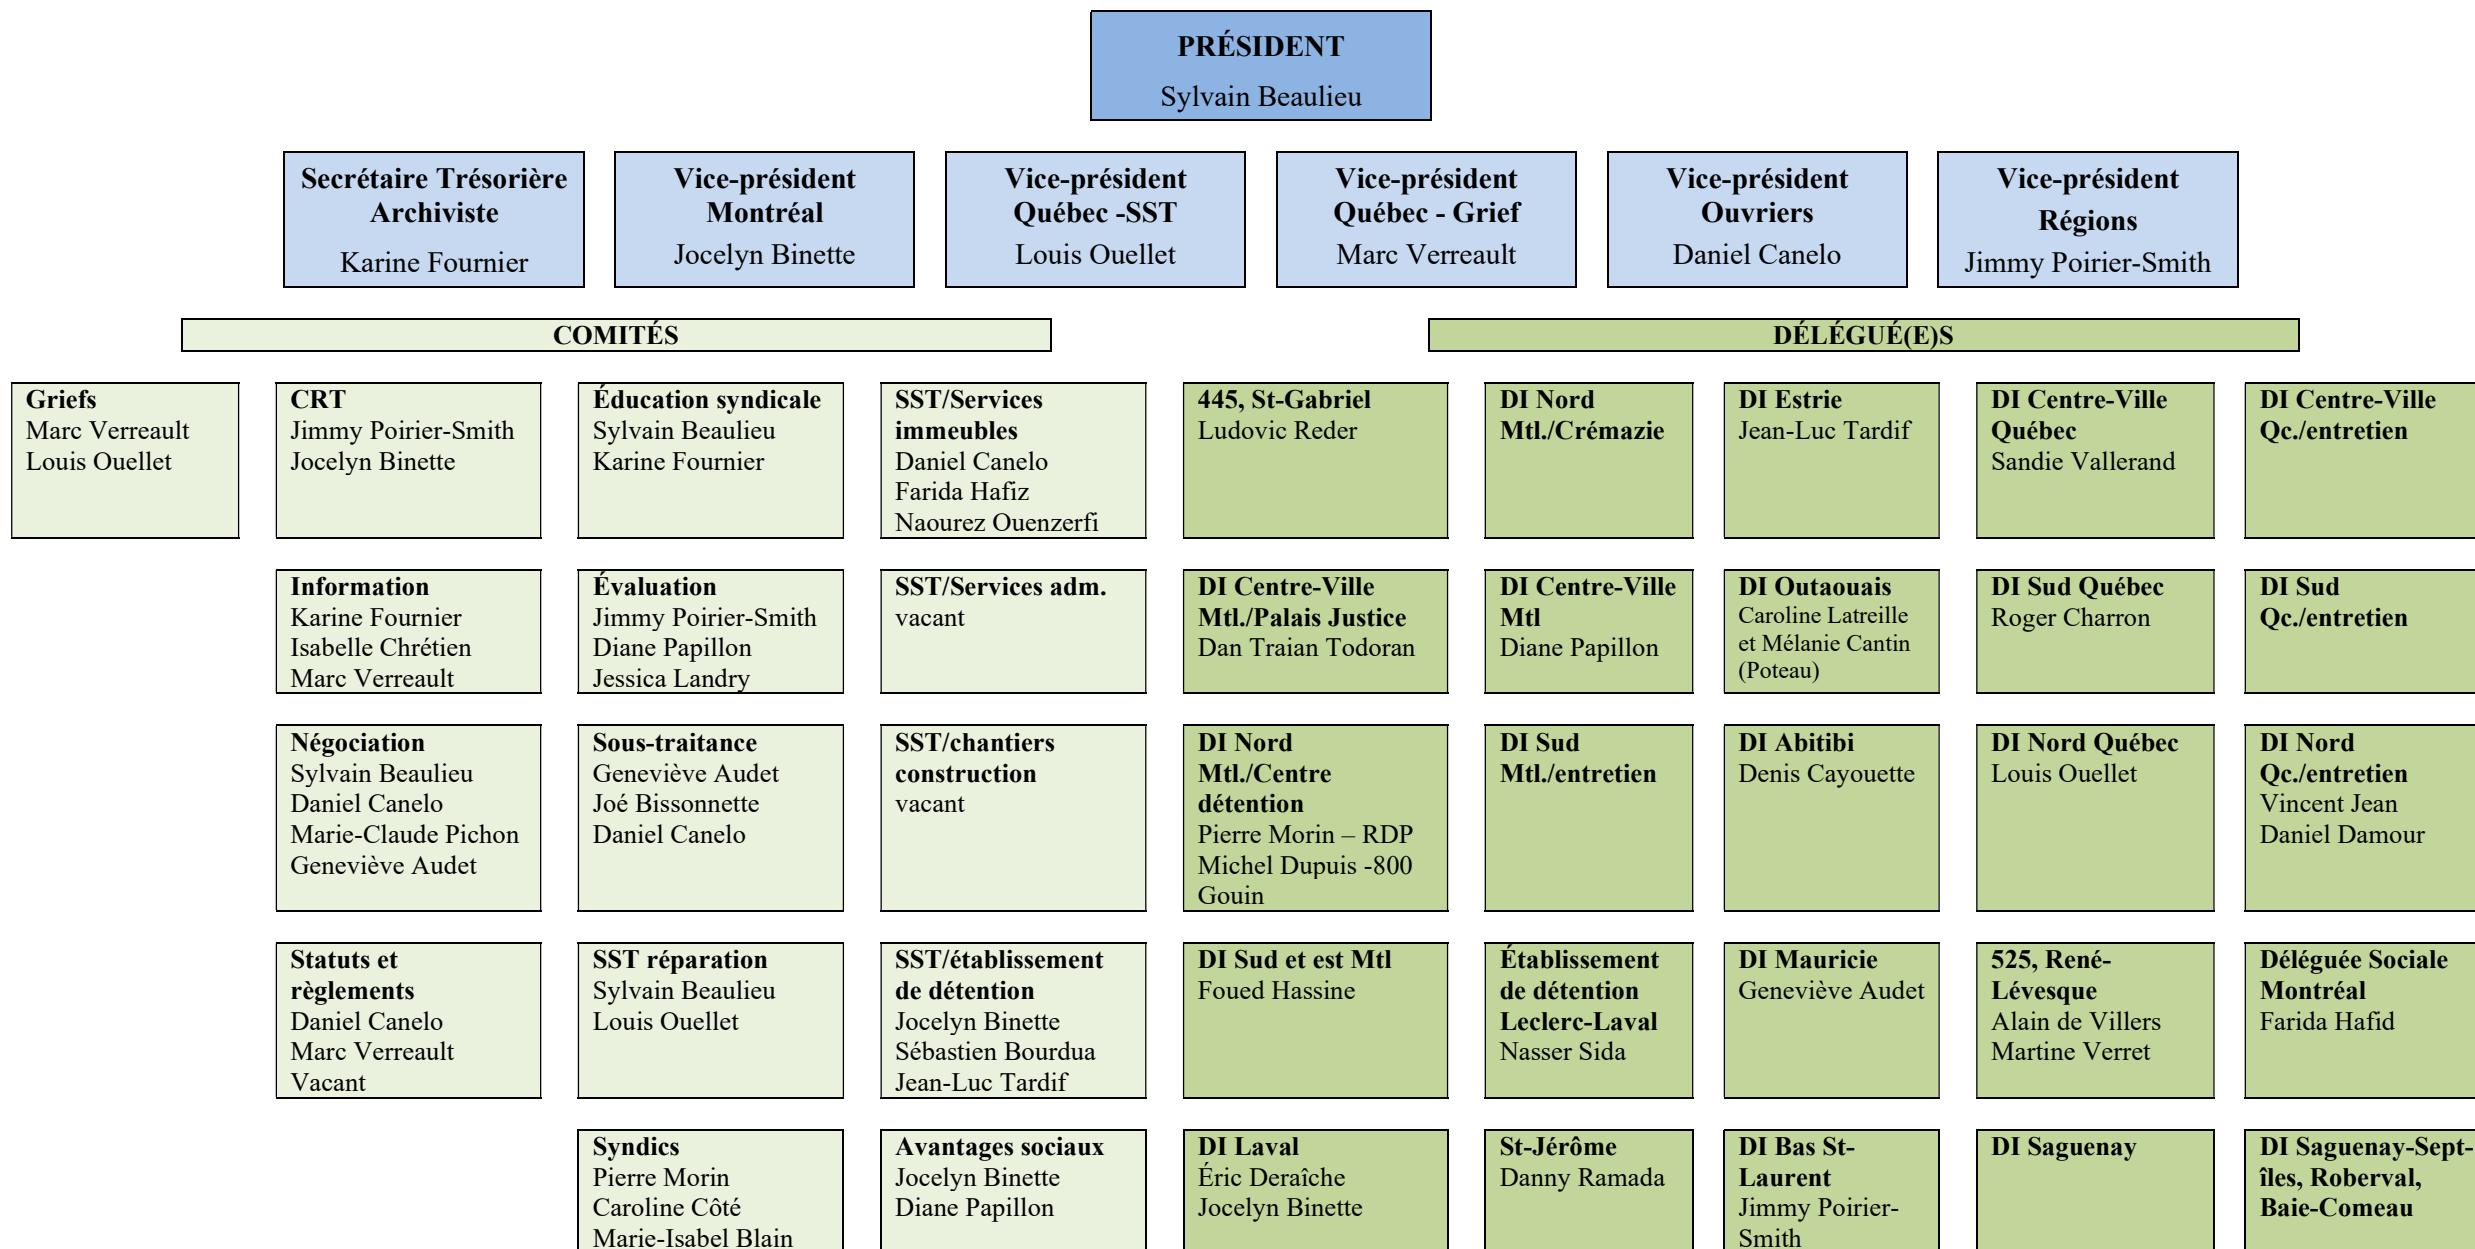 PRÉSIDENT
Sylvain Beaulieu
Secrétaire Trésorière
Archiviste
Karine Fournier
Vice-président
Montréal
Jocelyn Binette
Vice-président
Québec -SST
Louis Ouellet
Vice-président
Québec - Grief
Marc Verreault
Vice-président
Ouvriers
Daniel Canelo
Vice-président
Régions
Jimmy Poirier-Smith
COMITÉS
DÉLÉGUÉ(E)S
Griefs
Marc Verreault
Louis Ouellet
CRT
Jimmy Poirier-Smith
Jocelyn Binette
Éducation syndicale
Sylvain Beaulieu
Karine Fournier
SST/Services
immeubles
Daniel Canelo
Farida Hafiz
Naourez Ouenzerfi
445, St-Gabriel
Ludovic Reder
DI Nord
Mtl./Crémazie
DI Estrie
Jean-Luc Tardif
DI Centre-Ville
Québec
Sandie Vallerand
DI Centre-Ville
Qc./entretien
Information
Karine Fournier
Isabelle Chrétien
Marc Verreault
Évaluation
Jimmy Poirier-Smith
Diane Papillon
Jessica Landry
SST/Services adm.
vacant
DI Centre-Ville
Mtl./Palais Justice
Dan Traian Todoran
DI Centre-Ville
Mtl
Diane Papillon
DI Outaouais
Caroline Latreille
et Mélanie Cantin
(Poteau)
DI Sud Québec
Roger Charron
DI Sud
Qc./entretien
Négociation
Sylvain Beaulieu
Daniel Canelo
Marie-Claude Pichon
Geneviève Audet
Sous-traitance
Geneviève Audet
Joé Bissonnette
Daniel Canelo
SST/chantiers
construction
vacant
DI Nord
Mtl./Centre
détention
Pierre Morin – RDP
Michel Dupuis -800
Gouin
DI Sud
Mtl./entretien
DI Abitibi
Denis Cayouette
DI Nord Québec
Louis Ouellet
DI Nord
Qc./entretien
Vincent Jean
Daniel Damour
Statuts et
règlements
Daniel Canelo
Marc Verreault
Vacant
SST réparation
Sylvain Beaulieu
Louis Ouellet
SST/établissement
de détention
Jocelyn Binette
Sébastien Bourdua
Jean-Luc Tardif
DI Sud et est Mtl
Foued Hassine
Établissement
de détention
Leclerc-Laval
Nasser Sida
DI Mauricie
Geneviève Audet
525, René-
Lévesque
Alain de Villers
Martine Verret
Déléguée Sociale
Montréal
Farida Hafid
Syndics
Pierre Morin
Caroline Côté
Marie-Isabel Blain
Avantages sociaux
Jocelyn Binette
Diane Papillon
DI Laval
Éric Deraîche
Jocelyn Binette
St-Jérôme
Danny Ramada
DI Bas St-
Laurent
Jimmy Poirier-
Smith
DI Saguenay
DI Saguenay-Sept-
îles, Roberval,
Baie-Comeau